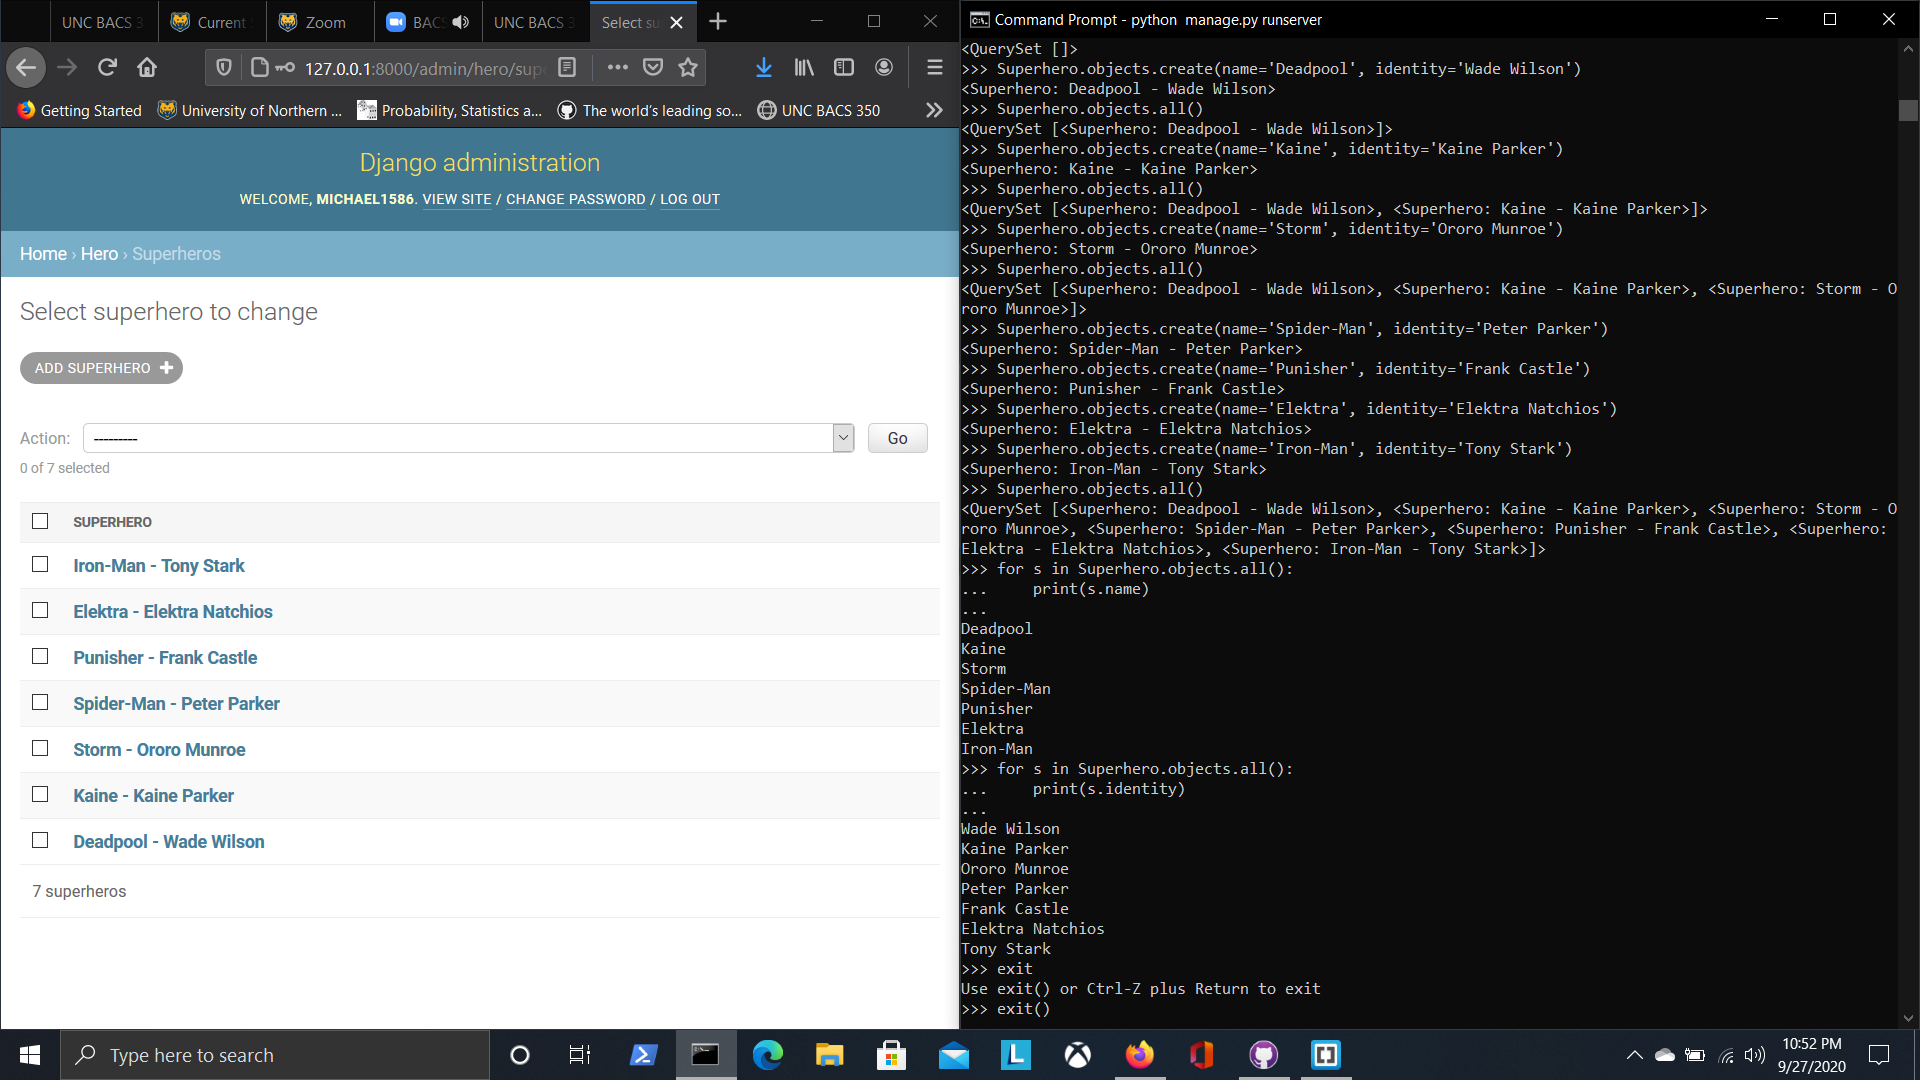 UNC BACS 3
Current
Zoom
BACS
UNC BACS 3
Select su
127.0.0.1:8000/admin/hero/supe
Getting Started
University of Northern ...
Probability, Statistics a...
The world's leading so...
UNC BACS 350
Django administration
WELCOME, MICHAEL1586. VIEW SITE / CHANGE PASSWORD / LOG OUT
Home › Hero › Superheros
Select superhero to change
ADD SUPERHERO
Action: ---------
Go
0 of 7 selected
SUPERHERO
Iron-Man - Tony Stark
Elektra - Elektra Natchios
Punisher - Frank Castle
Spider-Man - Peter Parker
Storm - Ororo Munroe
Kaine - Kaine Parker
Deadpool - Wade Wilson
7 superheros
Command Prompt - python  manage.py runserver
<QuerySet []>
>>> Superhero.objects.create(name='Deadpool', identity='Wade Wilson')
<Superhero: Deadpool - Wade Wilson>
>>> Superhero.objects.all()
<QuerySet [<Superhero: Deadpool - Wade Wilson>]>
>>> Superhero.objects.create(name='Kaine', identity='Kaine Parker')
<Superhero: Kaine - Kaine Parker>
>>> Superhero.objects.all()
<QuerySet [<Superhero: Deadpool - Wade Wilson>, <Superhero: Kaine - Kaine Parker>]>
>>> Superhero.objects.create(name='Storm', identity='Ororo Munroe')
<Superhero: Storm - Ororo Munroe>
>>> Superhero.objects.all()
<QuerySet [<Superhero: Deadpool - Wade Wilson>, <Superhero: Kaine - Kaine Parker>, <Superhero: Storm - O
roro Munroe>]>
>>> Superhero.objects.create(name='Spider-Man', identity='Peter Parker')
<Superhero: Spider-Man - Peter Parker>
>>> Superhero.objects.create(name='Punisher', identity='Frank Castle')
<Superhero: Punisher - Frank Castle>
>>> Superhero.objects.create(name='Elektra', identity='Elektra Natchios')
<Superhero: Elektra - Elektra Natchios>
>>> Superhero.objects.create(name='Iron-Man', identity='Tony Stark')
<Superhero: Iron-Man - Tony Stark>
>>> Superhero.objects.all()
<QuerySet [<Superhero: Deadpool - Wade Wilson>, <Superhero: Kaine - Kaine Parker>, <Superhero: Storm - O
roro Munroe>, <Superhero: Spider-Man - Peter Parker>, <Superhero: Punisher - Frank Castle>, <Superhero:
Elektra - Elektra Natchios>, <Superhero: Iron-Man - Tony Stark>]>
>>> for s in Superhero.objects.all():
...     print(s.name)
...
Deadpool
Kaine
Storm
Spider-Man
Punisher
Elektra
Iron-Man
>>> for s in Superhero.objects.all():
...     print(s.identity)
...
Wade Wilson
Kaine Parker
Ororo Munroe
Peter Parker
Frank Castle
Elektra Natchios
Tony Stark
>>> exit
Use exit() or Ctrl-Z plus Return to exit
>>> exit()
Type here to search
10:52 PM
9/27/2020